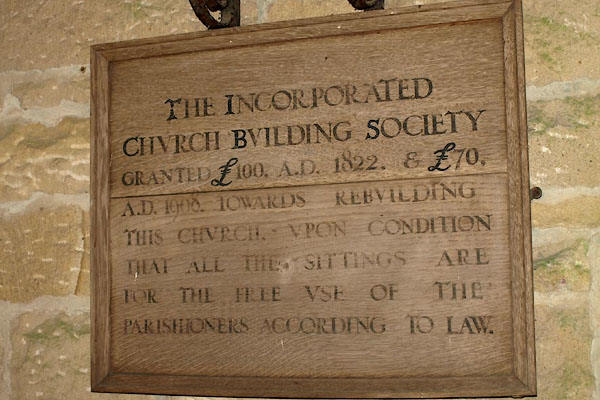 THE INCORPORATED
CHVRCH BVILDING SOCIETY
GRANTED £100. A.D. 1822. & £70.
A.D. 1908. TOWARDS REBVILDING
THIS CHVRCH, VPON CONDITION
THAT ALL THE SITTINGS ARE
FOR THE FREE VSE OF THE
PARISHIONERS ACCORDING TO LAW.